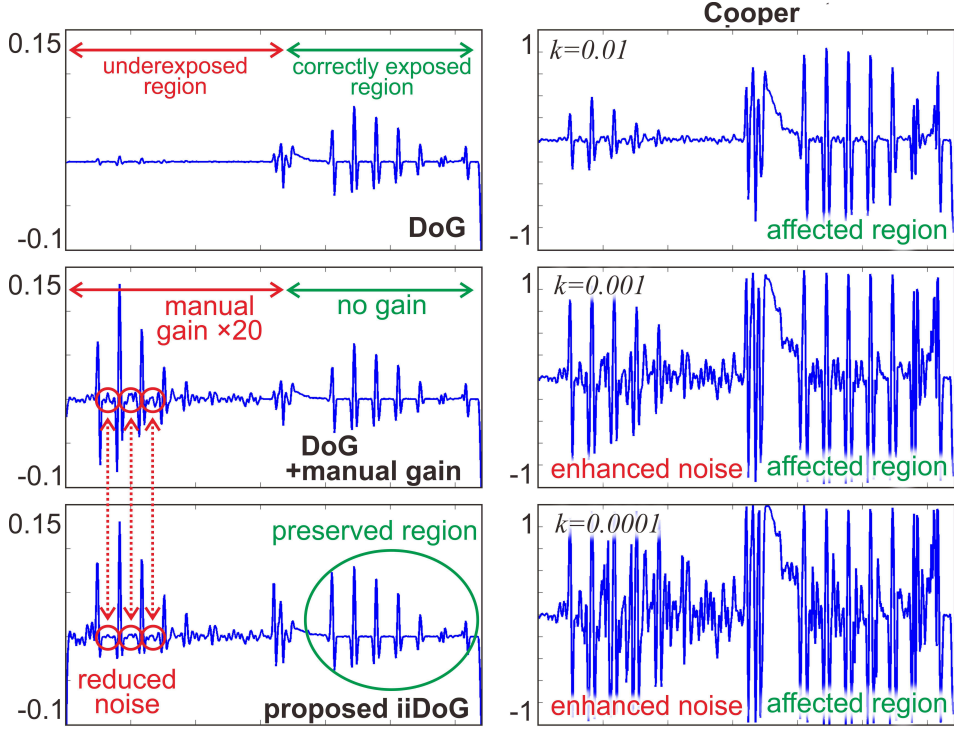 Cooper
0.15
underexposed
region
correctly exposed
region
DoG
-0.1
1
k=0.01
-1
affected region
0.15
manual
gain ×20
no gain
DoG
+manual gain
-0.1
1
k=0.001
-1
enhanced noise
affected region
0.15
preserved region
reduced
noise
proposed iiDoG
-0.1
1
k=0.0001
-1
enhanced noise
affected region